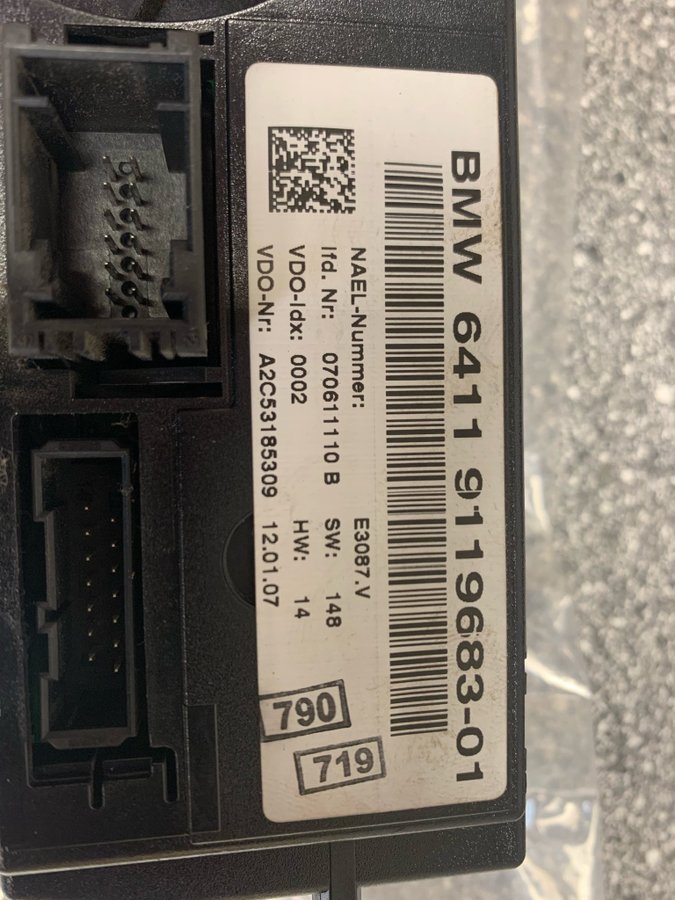 BMW 6411 9119683-01
NAEL-Nummer: E3087.V
lfd. Nr: 070611110 B SW: 148
VDO-Idx: 0002 HW: 14
VDO-Nr: A2C53185309 12.01.07
790
719